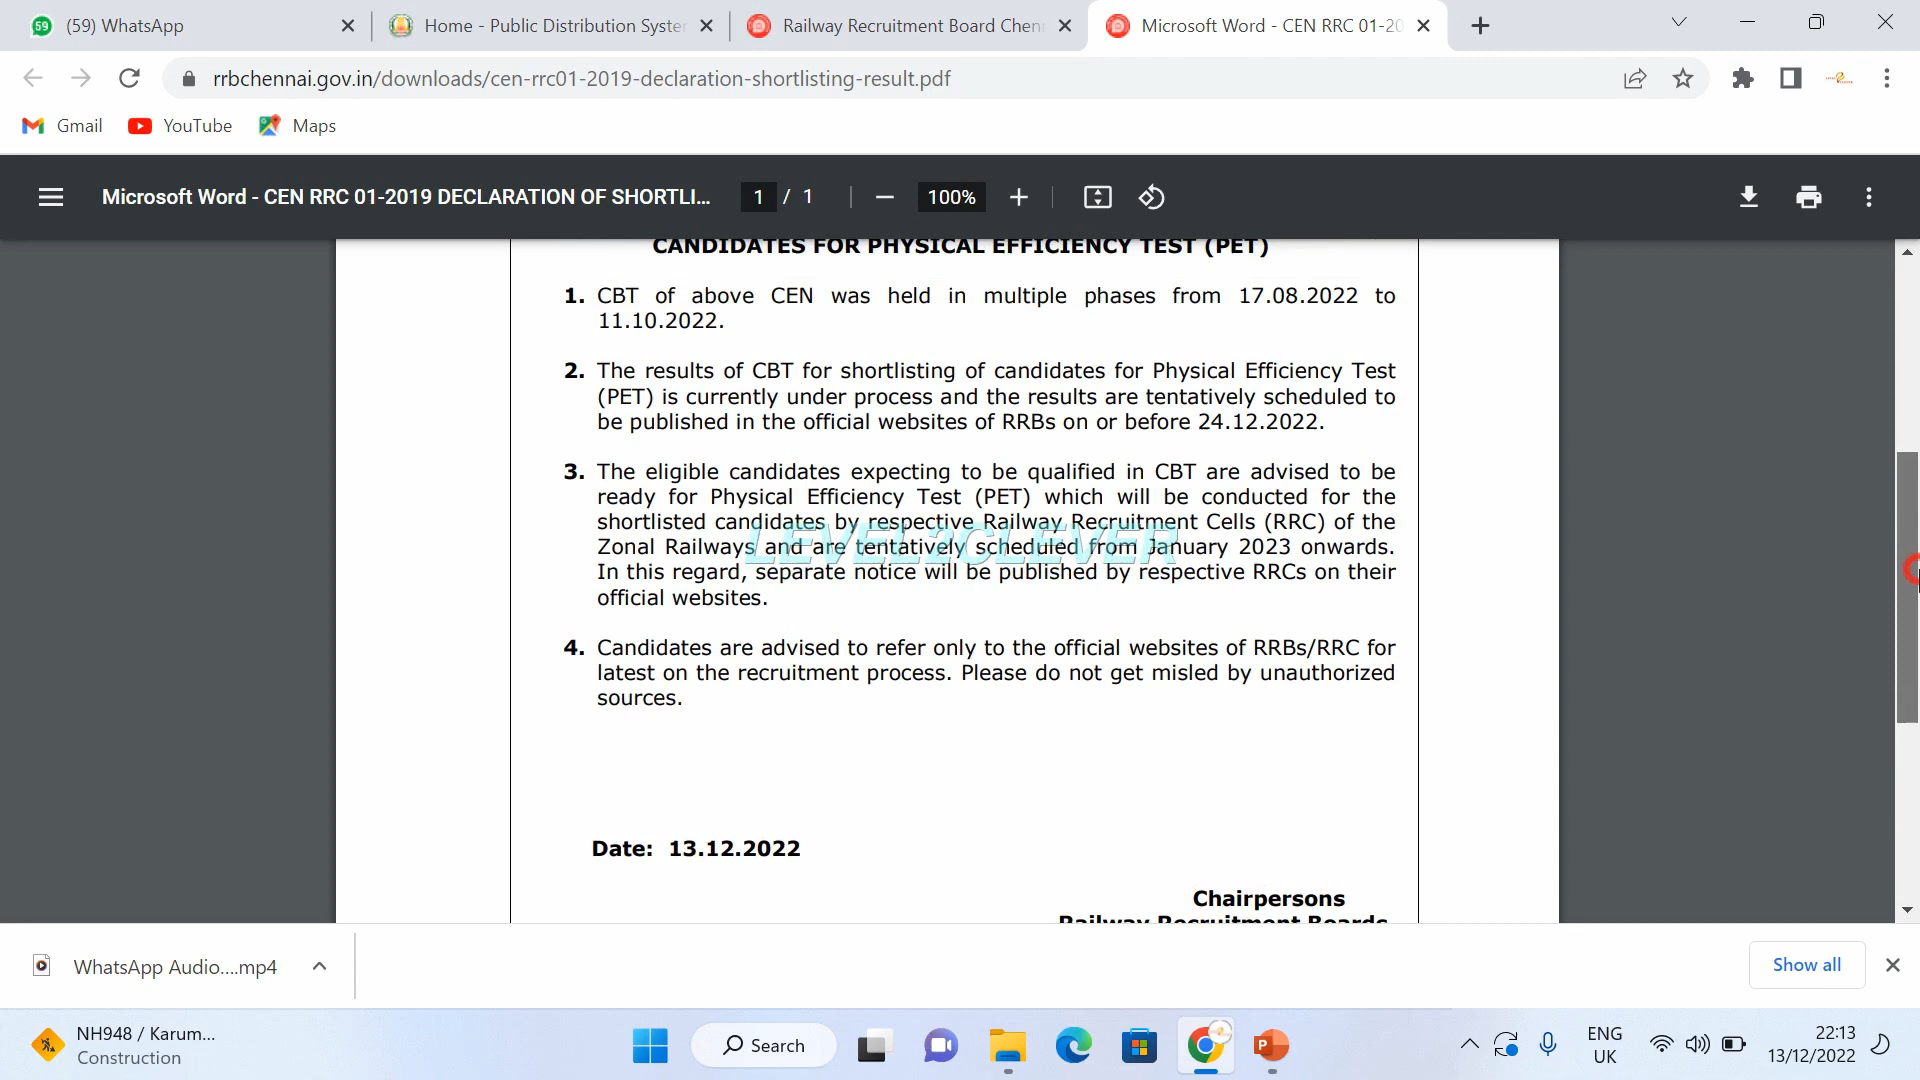 59
(59) WhatsApp
Home - Public Distribution Syste
Railway Recruitment Board Chen
Microsoft Word - CEN RRC 01-20
rrbchennai.gov.in/downloads/cen-rrc01-2019-declaration-shortlisting-result.pdf
Gmail
YouTube
Maps
Microsoft Word - CEN RRC 01-2019 DECLARATION OF SHORTLI...
1 / 1
100%
CANDIDATES FOR PHYSICAL EFFICIENCY TEST (PET)
1. CBT of above CEN was held in multiple phases from 17.08.2022 to
11.10.2022.
2. The results of CBT for shortlisting of candidates for Physical Efficiency Test
(PET) is currently under process and the results are tentatively scheduled to
be published in the official websites of RRBs on or before 24.12.2022.
3. The eligible candidates expecting to be qualified in CBT are advised to be
ready for Physical Efficiency Test (PET) which will be conducted for the
shortlisted candidates by respective Railway Recruitment Cells (RRC) of the
Zonal Railways and are tentatively scheduled from January 2023 onwards.
In this regard, separate notice will be published by respective RRCs on their
official websites.
LEVEL2CLEVER
4. Candidates are advised to refer only to the official websites of RRBs/RRC for
latest on the recruitment process. Please do not get misled by unauthorized
sources.
Date: 13.12.2022
Chairpersons
Railway Recruitment Boards
WhatsApp Audio....mp4
Show all
NH948 / Karum...
Construction
Search
ENG
UK
22:13
13/12/2022